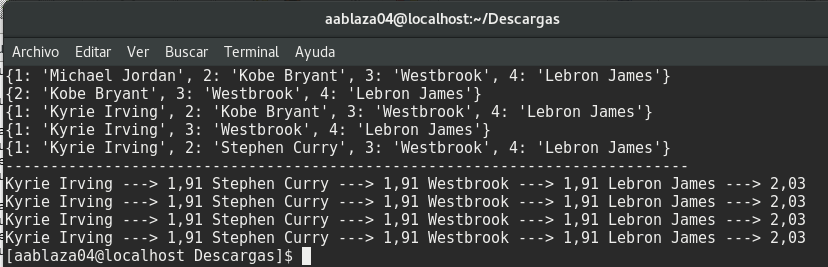 aablaza04@localhost:~/Descargas
Archivo Editar Ver Buscar Terminal Ayuda
{1: 'Michael Jordan', 2: 'Kobe Bryant', 3: 'Westbrook', 4: 'Lebron James'}
{2: 'Kobe Bryant', 3: 'Westbrook', 4: 'Lebron James'}
{1: 'Kyrie Irving', 2: 'Kobe Bryant', 3: 'Westbrook', 4: 'Lebron James'}
{1: 'Kyrie Irving', 3: 'Westbrook', 4: 'Lebron James'}
{1: 'Kyrie Irving', 2: 'Stephen Curry', 3: 'Westbrook', 4: 'Lebron James'}
----------------------------------------------------------------------------
Kyrie Irving ---> 1,91 Stephen Curry ---> 1,91 Westbrook ---> 1,91 Lebron James ---> 2,03
Kyrie Irving ---> 1,91 Stephen Curry ---> 1,91 Westbrook ---> 1,91 Lebron James ---> 2,03
Kyrie Irving ---> 1,91 Stephen Curry ---> 1,91 Westbrook ---> 1,91 Lebron James ---> 2,03
Kyrie Irving ---> 1,91 Stephen Curry ---> 1,91 Westbrook ---> 1,91 Lebron James ---> 2,03
[aablaza04@localhost Descargas]$